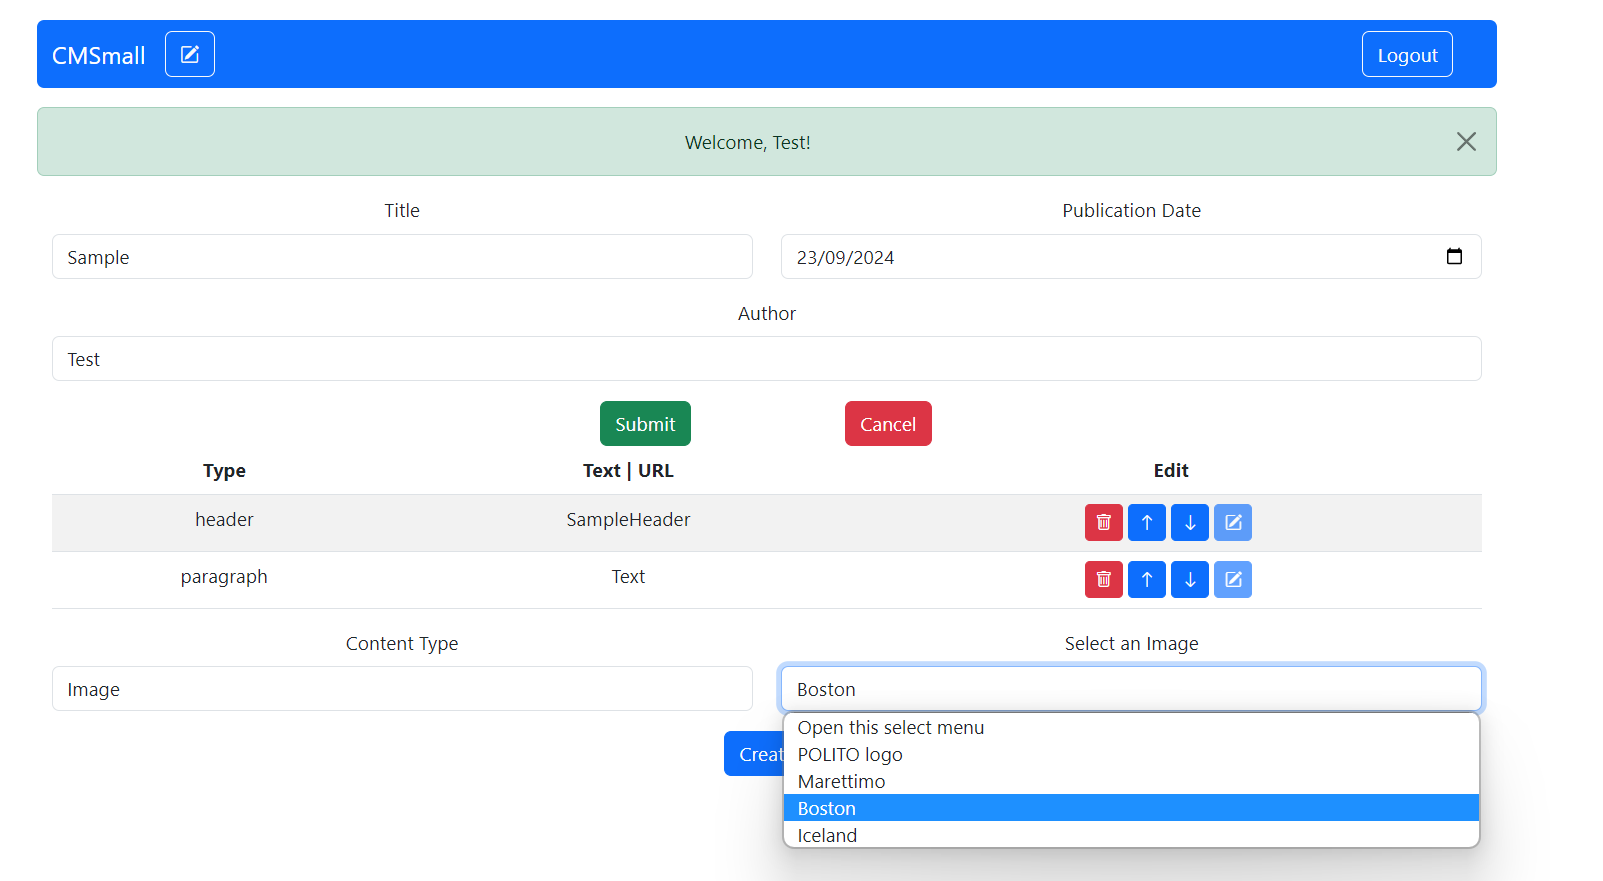 CMSmall Logout
Welcome, Test!
Title Publication Date
Sample 23/09/2024
Author
Test
Submit Cancel
Type Text | URL Edit
header SampleHeader
paragraph Text
Content Type Select an Image
Image Boston
Open this select menu
Creat POLITO logo
Marettimo
Boston
Iceland